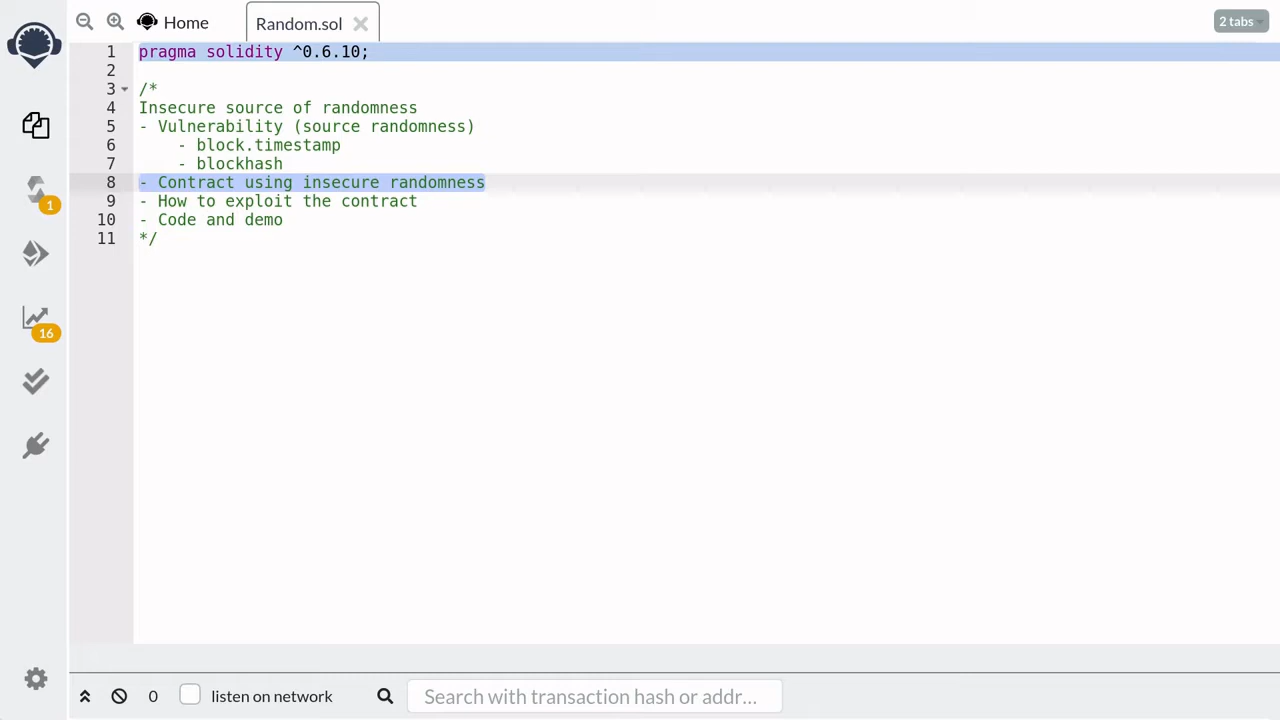 Home
Random.sol
2 tabs
1 pragma solidity ^0.6.10;
2
3 /*
4 Insecure source of randomness
5 - Vulnerability (source randomness)
6     - block.timestamp
7     - blockhash
8 - Contract using insecure randomness
9 - How to exploit the contract
10 - Code and demo
11 */
1
16
0
listen on network
Search with transaction hash or addr...